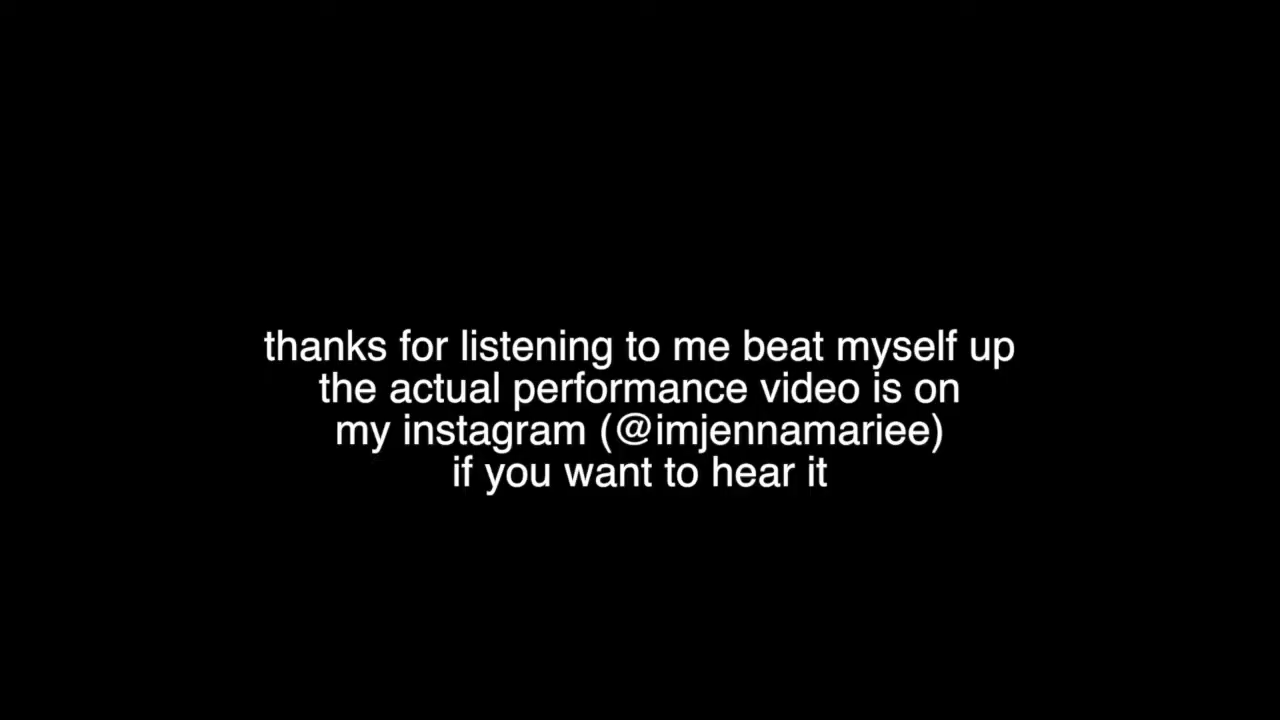 thanks for listening to me beat myself up
the actual performance video is on
my instagram (@imjennamariee)
if you want to hear it